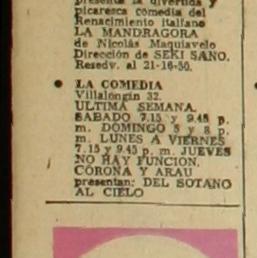 presenta la divertida y
picaresca comedia del
Renacimiento italiano
LA MANDRAGORA
de Nicolás Maquiavelo
Dirección de SEKI SANO.
Resedv. al 21-16-50.
● LA COMEDIA
Villalongín 32.
ULTIMA SEMANA.
SABADO 7.15 y 9.45 p.
m. DOMINGO 5 y 8 p.
m. LUNES A VIERNES
7.15 y 9.45 p. m. JUEVES
NO HAY FUNCION.
CORONA Y ARAU
presentan: DEL SOTANO
AL CIELO